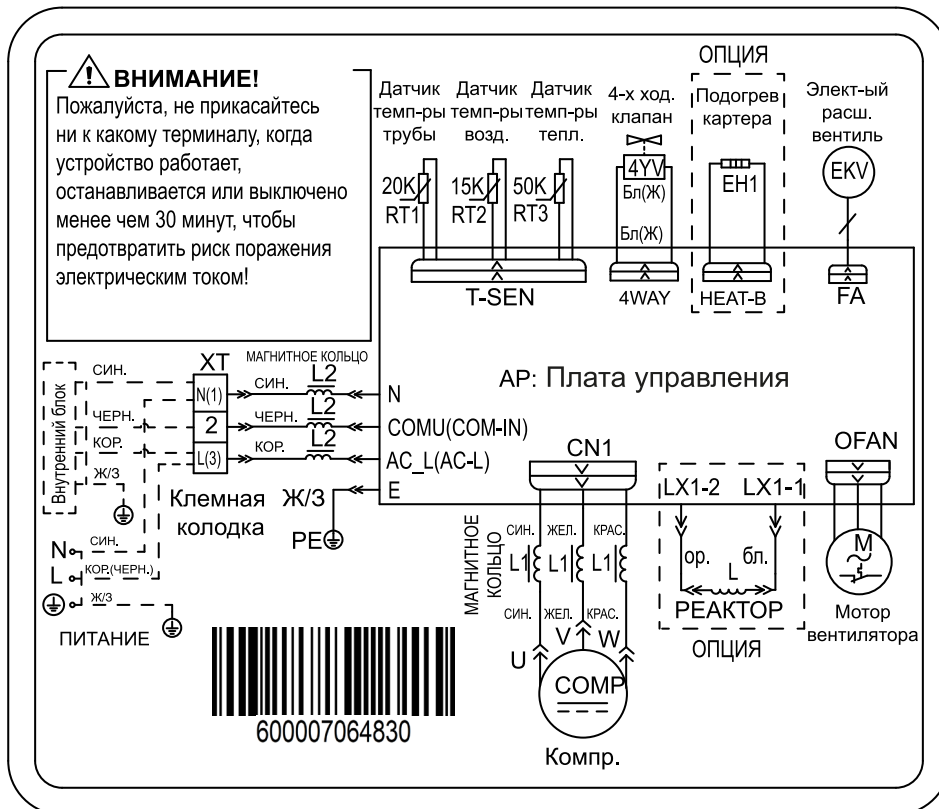 ВНИМАНИЕ!
Пожалуйста, не прикасайтесь
ни к какому терминалу, когда
устройство работает,
останавливается или выключено
менее чем 30 минут, чтобы
предотвратить риск поражения
электрическим током!
Датчик
темп-ры
трубы
Датчик
темп-ры
возд.
Датчик
темп-ры
тепл.
4-х ход.
клапан
ОПЦИЯ
Подогрев
картера
Элект-ый
расш.
вентиль
20K
RT1
15K
RT2
50K
RT3
4YV
Бл(Ж)
Бл(Ж)
EH1
EKV
T-SEN
4WAY
HEAT-B
FA
AP: Плата управления
Внутренний блок
СИН.
ЧЕРН.
КОР.
Ж/З
XT
N(1)
2
L(3)
Клемная
колодка
МАГНИТНОЕ КОЛЬЦО
СИН.
L2
ЧЕРН.
L2
КОР.
L2
N
COMU(COM-IN)
AC_L(AC-L)
E
Ж/З
PE
N
СИН.
L
КОР.(ЧЕРН.)
Ж/З
ПИТАНИЕ
CN1
МАГНИТНОЕ
КОЛЬЦО
СИН.
ЖЕЛ.
КРАС.
L1
L1
L1
СИН.
ЖЕЛ.
КРАС.
U
V
W
COMP
Компр.
LX1-2
LX1-1
ор.
бл.
L
РЕАКТОР
ОПЦИЯ
OFAN
M
Мотор
вентилятора
600007064830